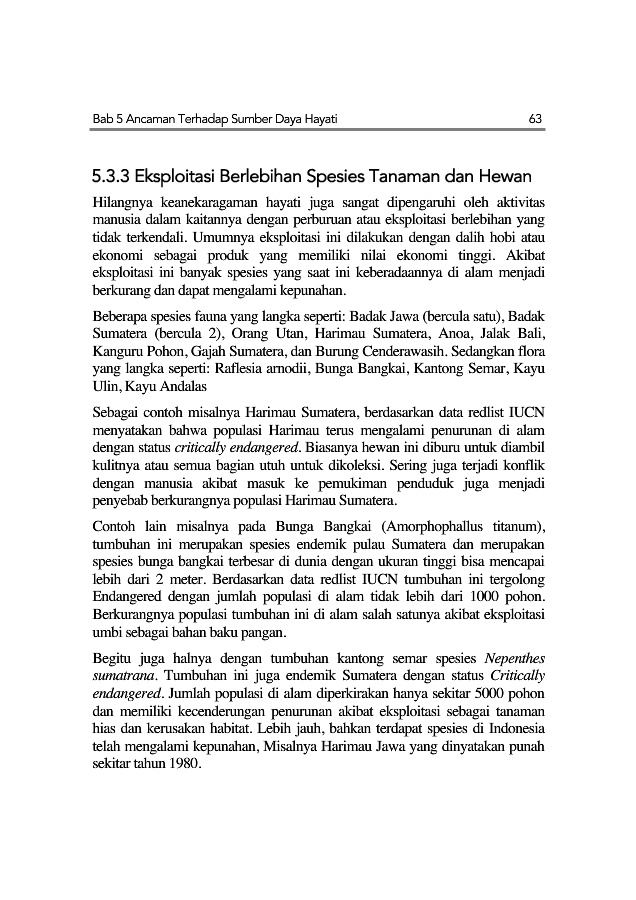 Bab 5 Ancaman Terhadap Sumber Daya Hayati 63
5.3.3 Eksploitasi Berlebihan Spesies Tanaman dan Hewan
Hilangnya keanekaragaman hayati juga sangat dipengaruhi oleh aktivitas
manusia dalam kaitannya dengan perburuan atau eksploitasi berlebihan yang
tidak terkendali. Umumnya eksploitasi ini dilakukan dengan dalih hobi atau
ekonomi sebagai produk yang memiliki nilai ekonomi tinggi. Akibat
eksploitasi ini banyak spesies yang saat ini keberadaannya di alam menjadi
berkurang dan dapat mengalami kepunahan.
Beberapa spesies fauna yang langka seperti: Badak Jawa (bercula satu), Badak
Sumatera (bercula 2), Orang Utan, Harimau Sumatera, Anoa, Jalak Bali,
Kanguru Pohon, Gajah Sumatera, dan Burung Cenderawasih. Sedangkan flora
yang langka seperti: Raflesia arnodii, Bunga Bangkai, Kantong Semar, Kayu
Ulin, Kayu Andalas
Sebagai contoh misalnya Harimau Sumatera, berdasarkan data redlist IUCN
menyatakan bahwa populasi Harimau terus mengalami penurunan di alam
dengan status critically endangered. Biasanya hewan ini diburu untuk diambil
kulitnya atau semua bagian utuh untuk dikoleksi. Sering juga terjadi konflik
dengan manusia akibat masuk ke pemukiman penduduk juga menjadi
penyebab berkurangnya populasi Harimau Sumatera.
Contoh lain misalnya pada Bunga Bangkai (Amorphophallus titanum),
tumbuhan ini merupakan spesies endemik pulau Sumatera dan merupakan
spesies bunga bangkai terbesar di dunia dengan ukuran tinggi bisa mencapai
lebih dari 2 meter. Berdasarkan data redlist IUCN tumbuhan ini tergolong
Endangered dengan jumlah populasi di alam tidak lebih dari 1000 pohon.
Berkurangnya populasi tumbuhan ini di alam salah satunya akibat eksploitasi
umbi sebagai bahan baku pangan.
Begitu juga halnya dengan tumbuhan kantong semar spesies Nepenthes
sumatrana. Tumbuhan ini juga endemik Sumatera dengan status Critically
endangered. Jumlah populasi di alam diperkirakan hanya sekitar 5000 pohon
dan memiliki kecenderungan penurunan akibat eksploitasi sebagai tanaman
hias dan kerusakan habitat. Lebih jauh, bahkan terdapat spesies di Indonesia
telah mengalami kepunahan, Misalnya Harimau Jawa yang dinyatakan punah
sekitar tahun 1980.